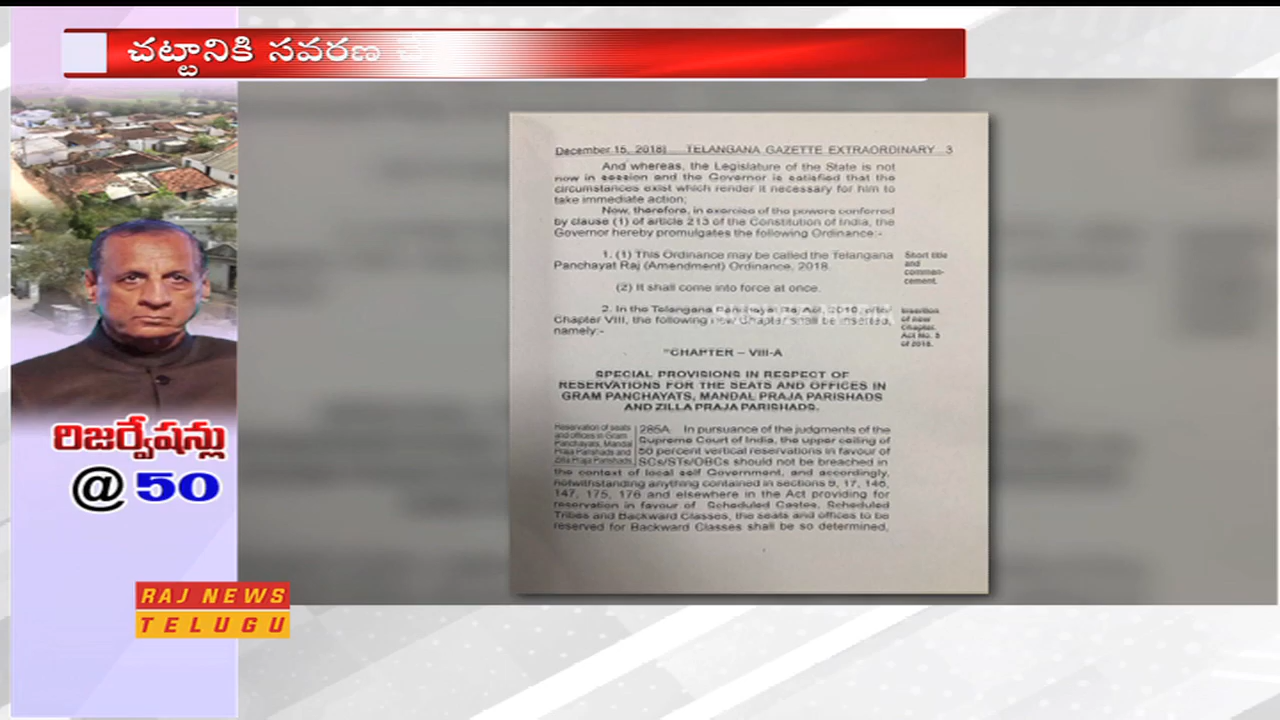 చట్టానికి సవరణ
రిజర్వేషన్లు
@ 50
RAJ NEWS
TELUGU
December 15, 2018] TELANGANA GAZETTE EXTRAORDINARY 3
And whereas, the Legislature of the State is not
now in session and the Governor is satisfied that the
circumstances exist which render it necessary for him to
take immediate action;
Now, therefore, in exercise of the powers conferred
by clause (1) of article 213 of the Constitution of India, the
Governor hereby promulgates the following Ordinance:-
1. (1) This Ordinance may be called the Telangana
Panchayat Raj (Amendment) Ordinance, 2018.
Short title
and
commen-
cement.
(2) It shall come into force at once.
2. In the Telangana Panchayat Raj Act, 2018, after
Chapter VIII, the following new Chapter shall be inserted,
namely:-
Insertion
of new
Chapter.
Act No. 5
of 2018.
"CHAPTER – VIII-A
SPECIAL PROVISIONS IN RESPECT OF
RESERVATIONS FOR THE SEATS AND OFFICES IN
GRAM PANCHAYATS, MANDAL PRAJA PARISHADS
AND ZILLA PRAJA PARISHADS.
Reservation of seats
and offices in Gram
Panchayats, Mandal
Praja Parishads and
Zilla Praja Parishads
285A. In pursuance of the judgments of the
Supreme Court of India, the upper ceiling of
50 percent vertical reservations in favour of
SCs/STs/OBCs should not be breached in
the context of local self Government, and accordingly,
notwithstanding anything contained in sections 9, 17, 146,
147, 175, 176 and elsewhere in the Act providing for
reservation in favour of Scheduled Castes, Scheduled
Tribes and Backward Classes, the seats and offices to be
reserved for Backward Classes shall be so determined,